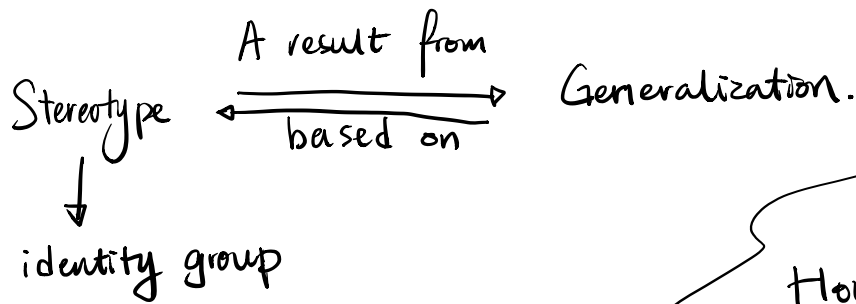 A result from
Stereotype
Generalization.
based on
identity group